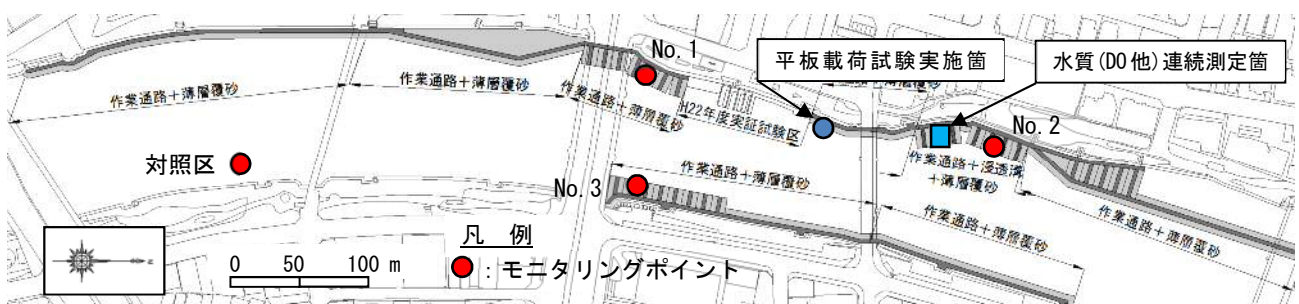 No.1
平板載荷試験実施箇
水質(DO他)連続測定箇
作業通路+薄層覆砂
作業通路+薄層覆砂
作業通路+薄層覆砂
H22年度実証試験区
No.2
対照区
作業通路+薄層覆砂
作業通路+浸透溝
+薄層覆砂
No.3
作業通路+薄層覆砂
作業通路+薄層覆砂
凡 例
0 50 100 m
:モニタリングポイント